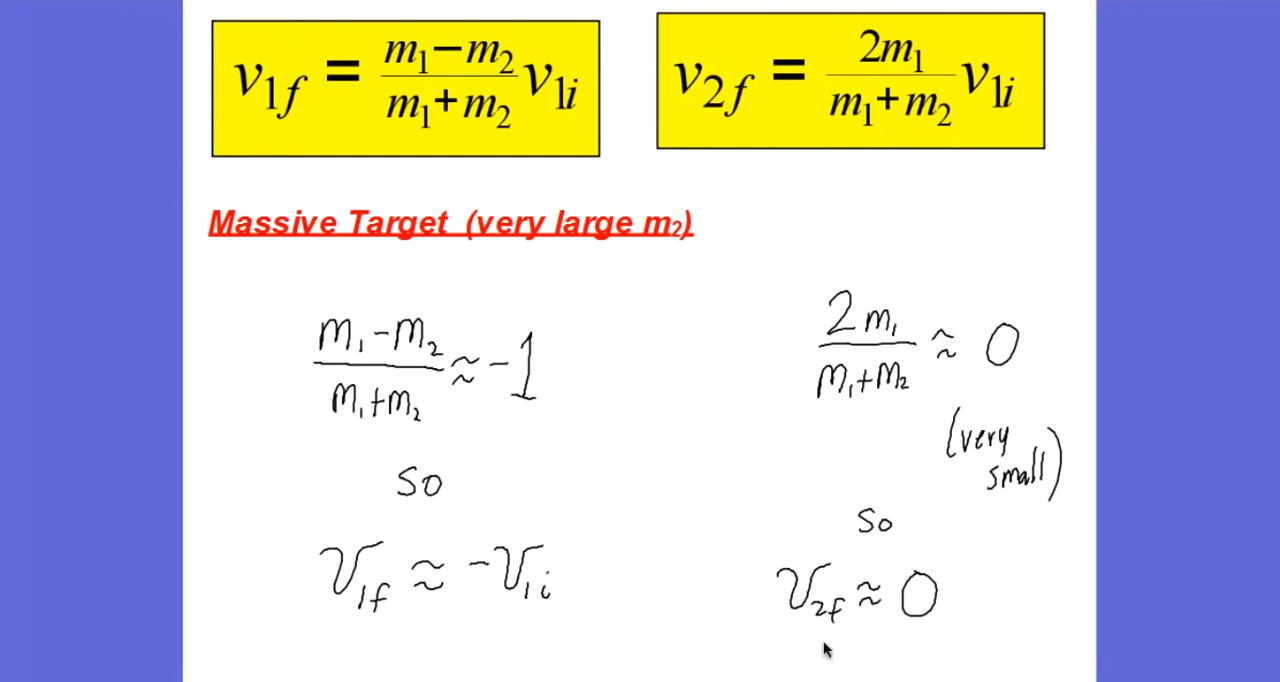 v1f = m1−m2 / m1+m2 v1i
v2f = 2m1 / m1+m2 v1i
Massive Target (very large m2)
m1 − m2 / m1 + m2 ≈ −1
so
v1f ≈ −v1i
2m1 / m1 + m2 ≈ 0
(very
small)
so
v2f ≈ 0